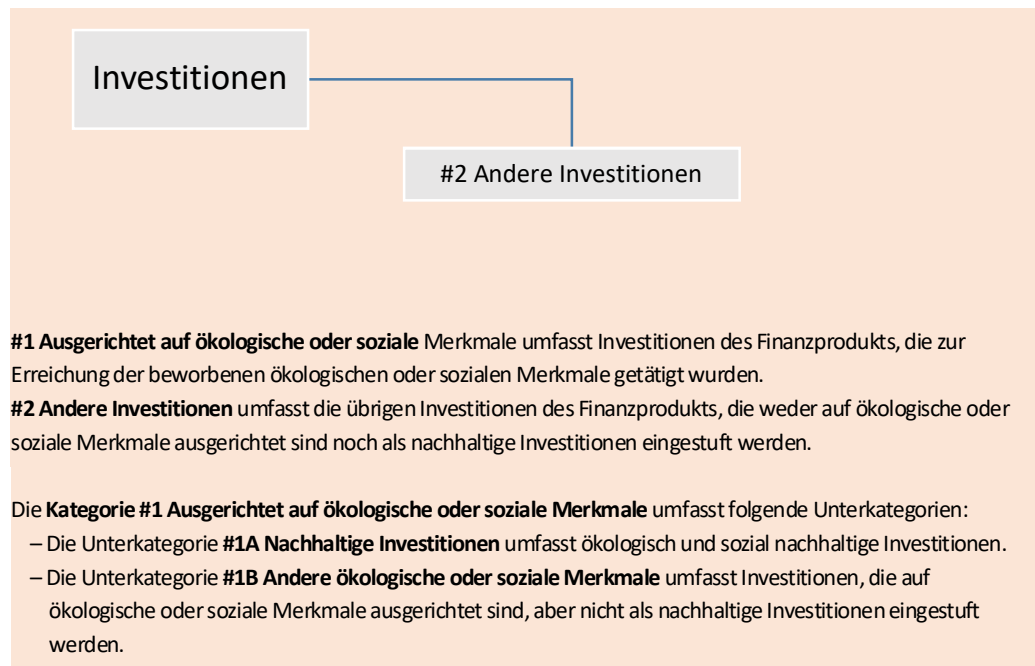 Investitionen
#2 Andere Investitionen
#1 Ausgerichtet auf ökologische oder soziale Merkmale umfasst Investitionen des Finanzprodukts, die zur
Erreichung der beworbenen ökologischen oder sozialen Merkmale getätigt wurden.
#2 Andere Investitionen umfasst die übrigen Investitionen des Finanzprodukts, die weder auf ökologische oder
soziale Merkmale ausgerichtet sind noch als nachhaltige Investitionen eingestuft werden.
Die Kategorie #1 Ausgerichtet auf ökologische oder soziale Merkmale umfasst folgende Unterkategorien:
– Die Unterkategorie #1A Nachhaltige Investitionen umfasst ökologisch und sozial nachhaltige Investitionen.
– Die Unterkategorie #1B Andere ökologische oder soziale Merkmale umfasst Investitionen, die auf
ökologische oder soziale Merkmale ausgerichtet sind, aber nicht als nachhaltige Investitionen eingestuft
werden.